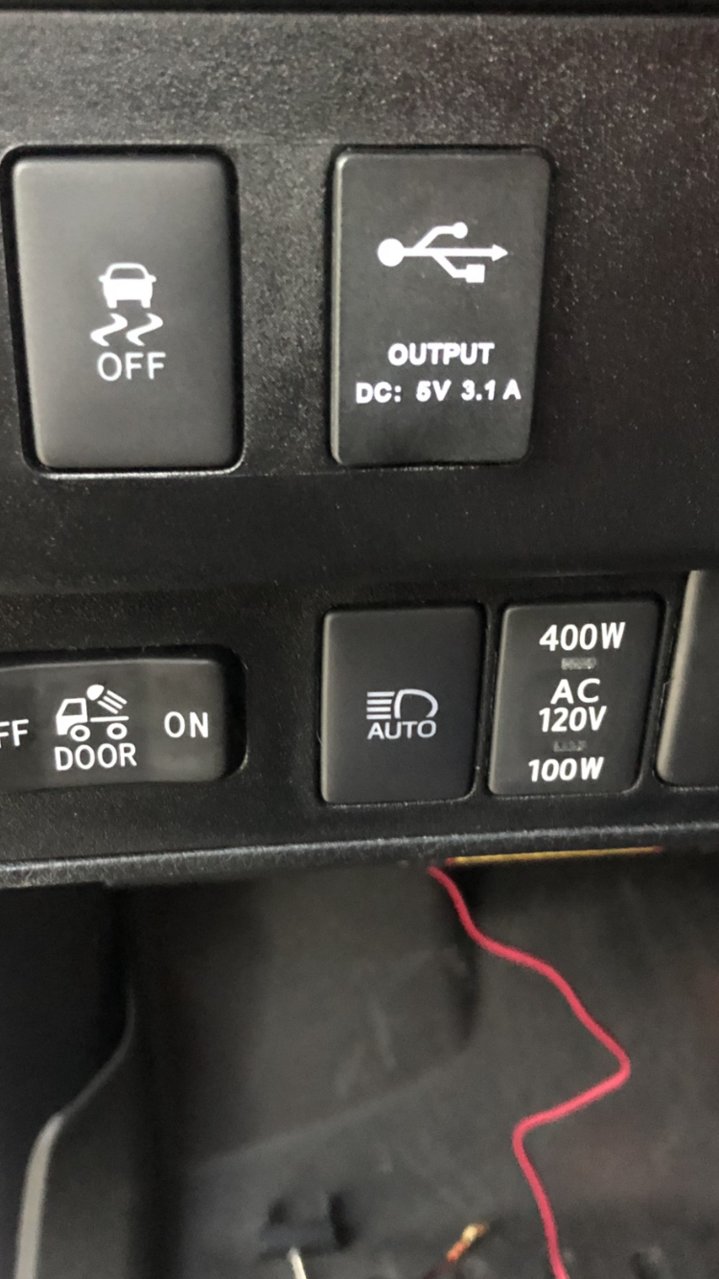 OFF
OUTPUT
DC: 5V 3.1 A
FF
DOOR
ON
AUTO
400W
AC
120V
100W